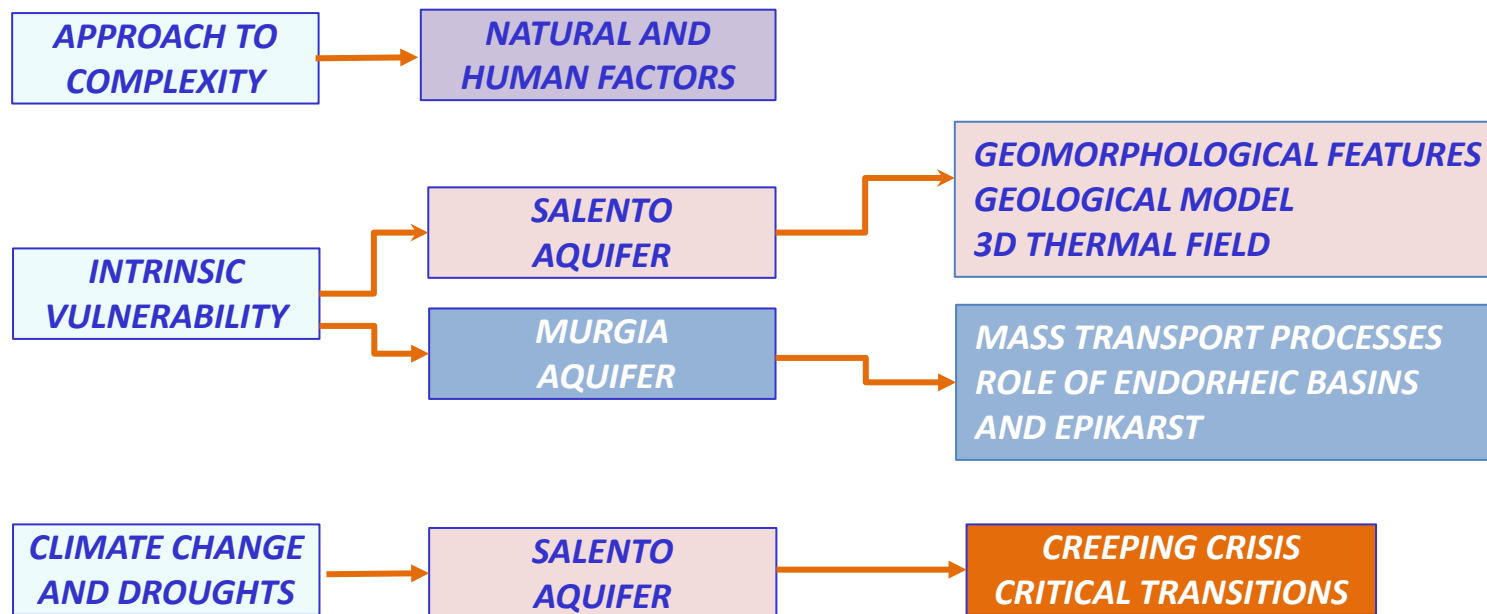 APPROACH TO
COMPLEXITY
NATURAL AND
HUMAN FACTORS
INTRINSIC
VULNERABILITY
SALENTO
AQUIFER
GEOMORPHOLOGICAL FEATURES
GEOLOGICAL MODEL
3D THERMAL FIELD
MURGIA
AQUIFER
MASS TRANSPORT PROCESSES
ROLE OF ENDORHEIC BASINS
AND EPIKARST
CLIMATE CHANGE
AND DROUGHTS
SALENTO
AQUIFER
CREEPING CRISIS
CRITICAL TRANSITIONS